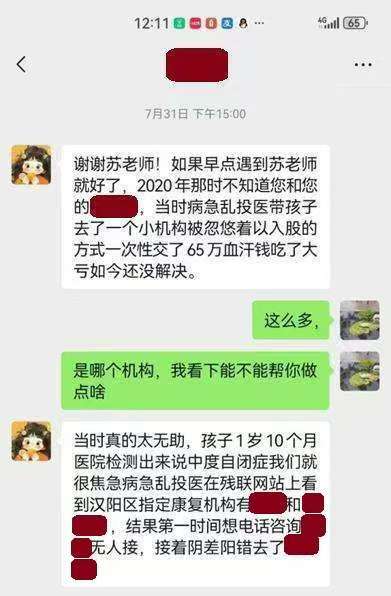 12:11
4G
65
7月31日 下午15:00
谢谢苏老师！如果早点遇到苏老师
就好了，2020年那时不知道您和您
的，当时病急乱投医带孩子
去了一个小机构被忽悠着以入股的
方式一次性交了65万血汗钱吃了大
亏如今还没解决。
这么多，
是哪个机构，我看下能不能帮你做
点啥
当时真的太无助，孩子1岁10个月
医院检测出来说中度自闭症我们就
很焦急病急乱投医在残联网站上看
到汉阳区指定康复机构有和
，结果第一时间想电话咨询
无人接，接着阴差阳错去了